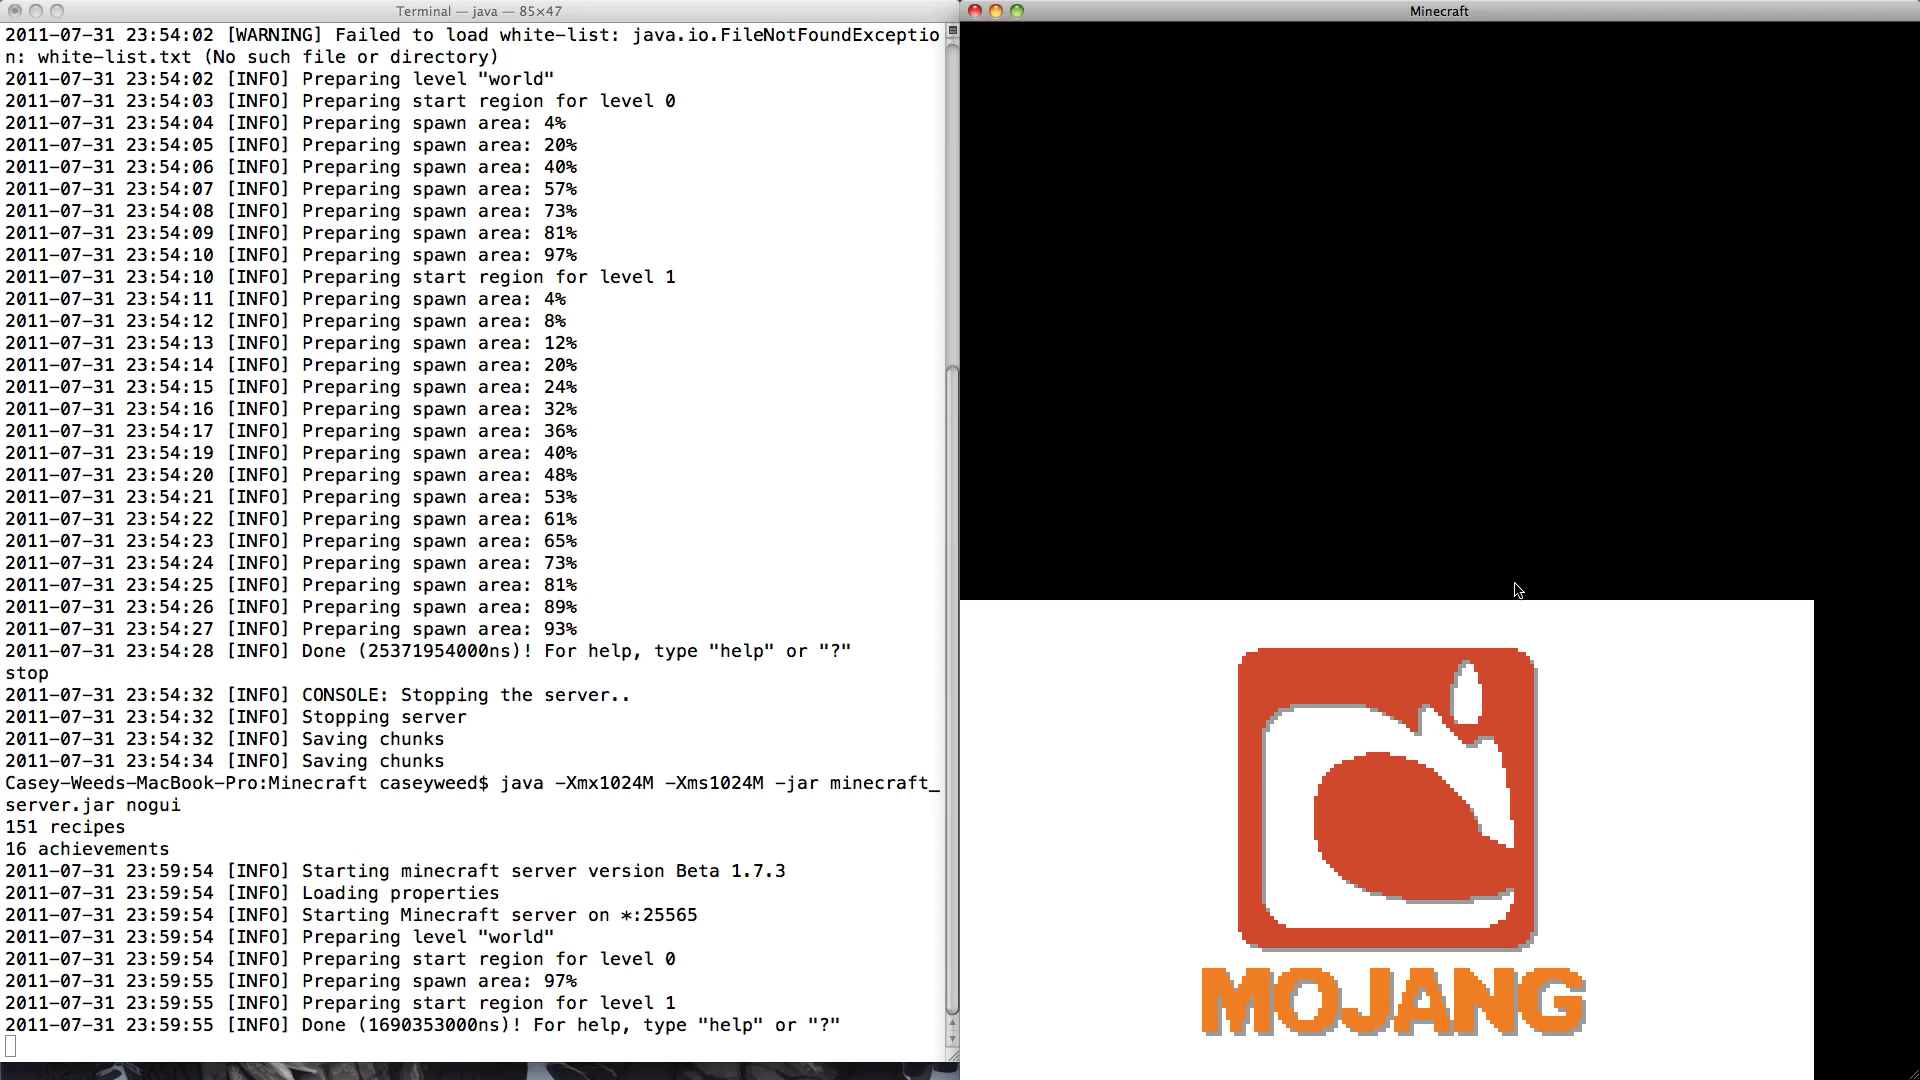 Terminal — java — 85×47
2011-07-31 23:54:02 [WARNING] Failed to load white-list: java.io.FileNotFoundExceptio
n: white-list.txt (No such file or directory)
2011-07-31 23:54:02 [INFO] Preparing level "world"
2011-07-31 23:54:03 [INFO] Preparing start region for level 0
2011-07-31 23:54:04 [INFO] Preparing spawn area: 4%
2011-07-31 23:54:05 [INFO] Preparing spawn area: 20%
2011-07-31 23:54:06 [INFO] Preparing spawn area: 40%
2011-07-31 23:54:07 [INFO] Preparing spawn area: 57%
2011-07-31 23:54:08 [INFO] Preparing spawn area: 73%
2011-07-31 23:54:09 [INFO] Preparing spawn area: 81%
2011-07-31 23:54:10 [INFO] Preparing spawn area: 97%
2011-07-31 23:54:10 [INFO] Preparing start region for level 1
2011-07-31 23:54:11 [INFO] Preparing spawn area: 4%
2011-07-31 23:54:12 [INFO] Preparing spawn area: 8%
2011-07-31 23:54:13 [INFO] Preparing spawn area: 12%
2011-07-31 23:54:14 [INFO] Preparing spawn area: 20%
2011-07-31 23:54:15 [INFO] Preparing spawn area: 24%
2011-07-31 23:54:16 [INFO] Preparing spawn area: 32%
2011-07-31 23:54:17 [INFO] Preparing spawn area: 36%
2011-07-31 23:54:19 [INFO] Preparing spawn area: 40%
2011-07-31 23:54:20 [INFO] Preparing spawn area: 48%
2011-07-31 23:54:21 [INFO] Preparing spawn area: 53%
2011-07-31 23:54:22 [INFO] Preparing spawn area: 61%
2011-07-31 23:54:23 [INFO] Preparing spawn area: 65%
2011-07-31 23:54:24 [INFO] Preparing spawn area: 73%
2011-07-31 23:54:25 [INFO] Preparing spawn area: 81%
2011-07-31 23:54:26 [INFO] Preparing spawn area: 89%
2011-07-31 23:54:27 [INFO] Preparing spawn area: 93%
2011-07-31 23:54:28 [INFO] Done (25371954000ns)! For help, type "help" or "?"
stop
2011-07-31 23:54:32 [INFO] CONSOLE: Stopping the server..
2011-07-31 23:54:32 [INFO] Stopping server
2011-07-31 23:54:32 [INFO] Saving chunks
2011-07-31 23:54:34 [INFO] Saving chunks
Casey-Weeds-MacBook-Pro:Minecraft caseyweed$ java -Xmx1024M -Xms1024M -jar minecraft_
server.jar nogui
151 recipes
16 achievements
2011-07-31 23:59:54 [INFO] Starting minecraft server version Beta 1.7.3
2011-07-31 23:59:54 [INFO] Loading properties
2011-07-31 23:59:54 [INFO] Starting Minecraft server on *:25565
2011-07-31 23:59:54 [INFO] Preparing level "world"
2011-07-31 23:59:54 [INFO] Preparing start region for level 0
2011-07-31 23:59:55 [INFO] Preparing spawn area: 97%
2011-07-31 23:59:55 [INFO] Preparing start region for level 1
2011-07-31 23:59:55 [INFO] Done (1690353000ns)! For help, type "help" or "?"
Minecraft
MOJANG